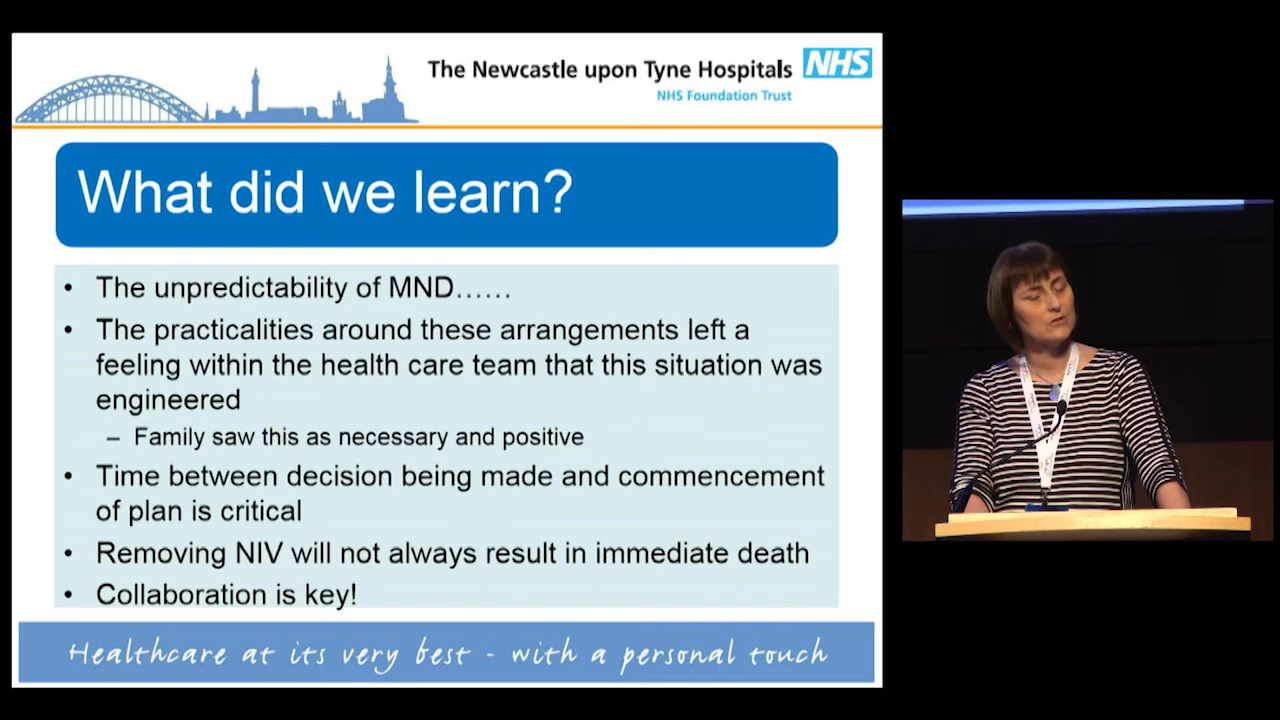 The Newcastle upon Tyne Hospitals NHS
NHS Foundation Trust
What did we learn?
• The unpredictability of MND……
• The practicalities around these arrangements left a
feeling within the health care team that this situation was
engineered
– Family saw this as necessary and positive
• Time between decision being made and commencement
of plan is critical
• Removing NIV will not always result in immediate death
• Collaboration is key!
Healthcare at its very best - with a personal touch